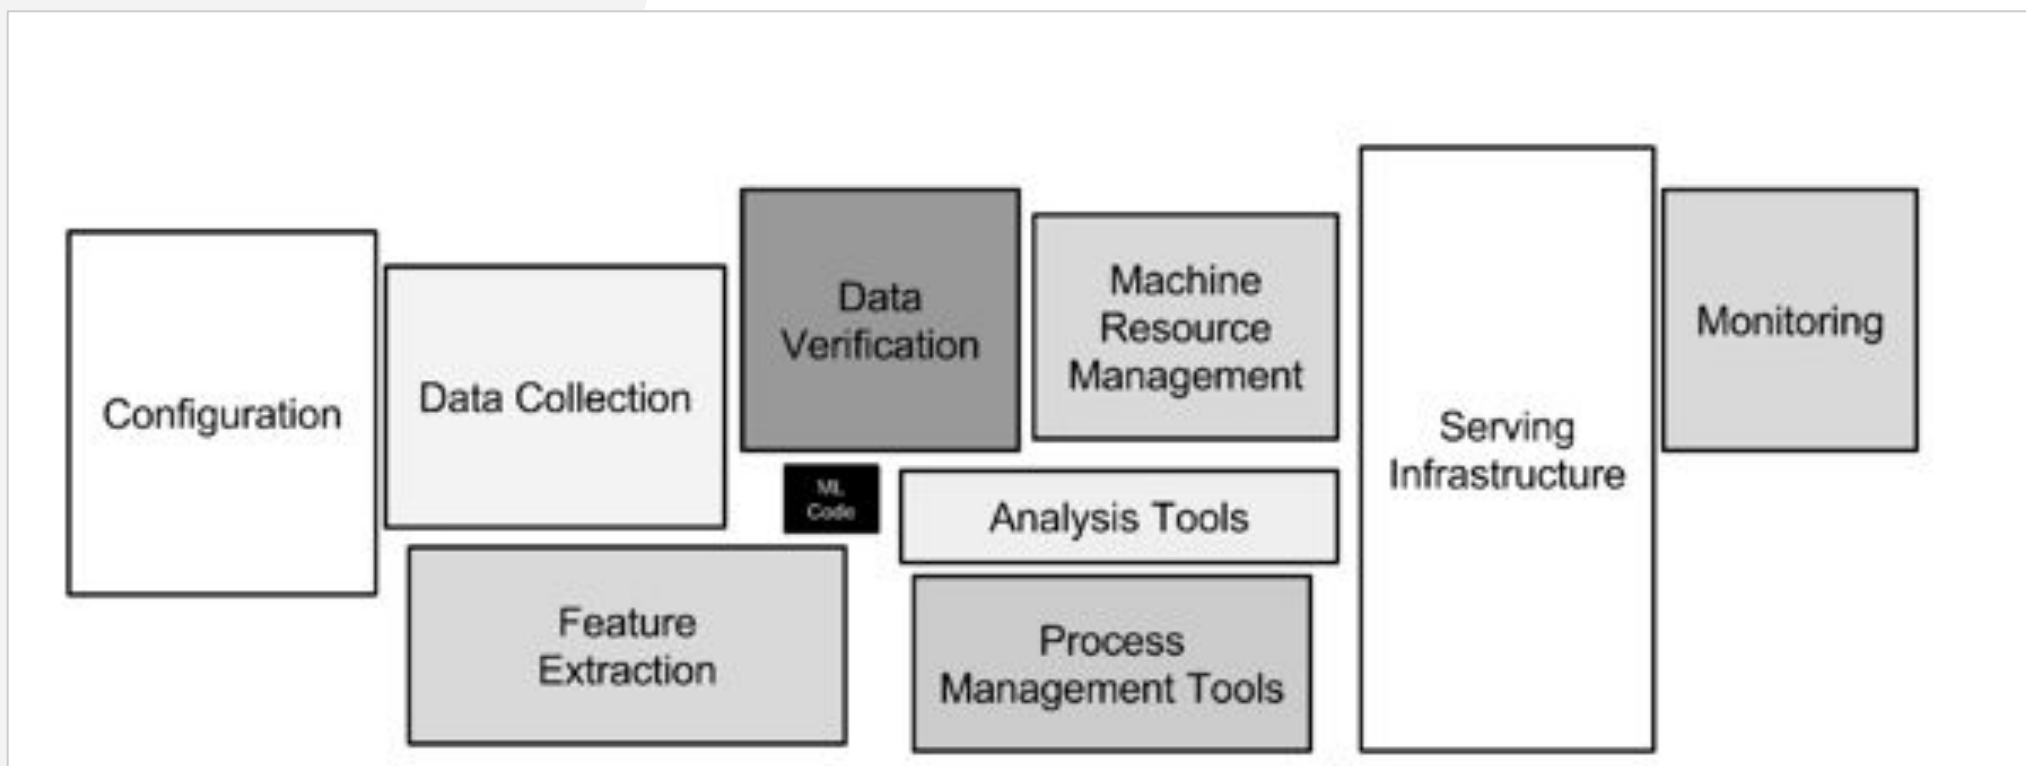 Configuration
Data Collection
Data
Verification
Machine
Resource
Management
Serving
Infrastructure
Monitoring
ML
Code
Analysis Tools
Feature
Extraction
Process
Management Tools